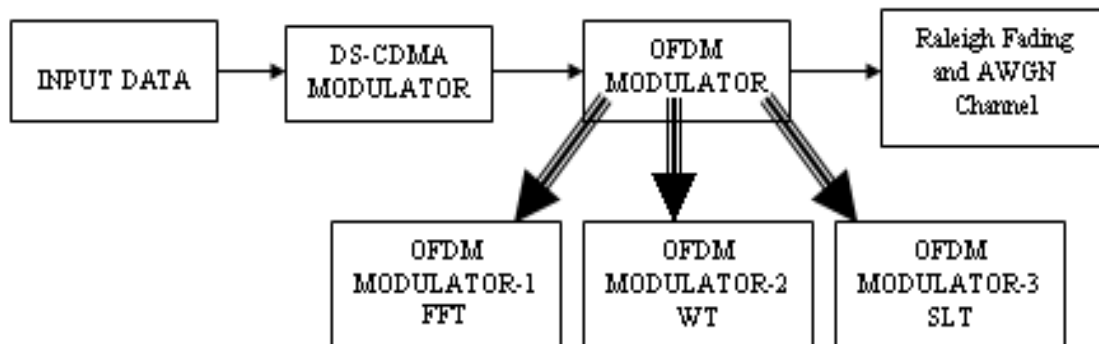 INPUT DATA
DS-CDMA
MODULATOR
OFDM
MODULATOR
Raleigh Fading
and AWGN
Channel
OFDM
MODULATOR-1
FFT
OFDM
MODULATOR-2
WT
OFDM
MODULATOR-3
SLT